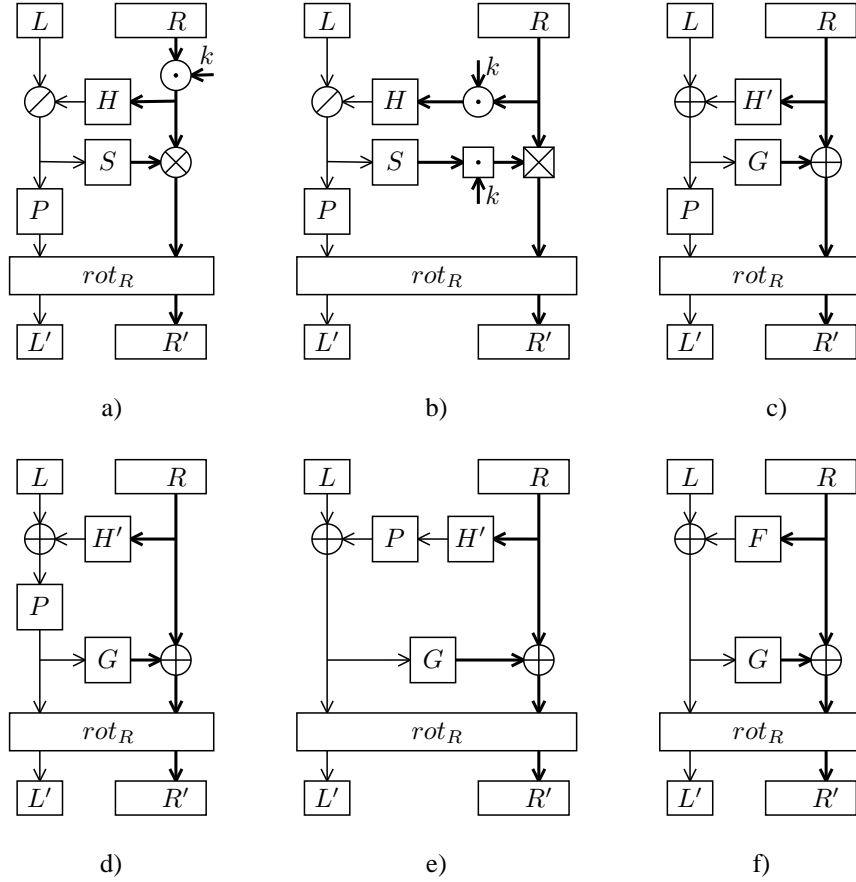 L R L R L R
k k
H H H'
S S G
k
P P P
rot_R rot_R rot_R
L' R' L' R' L' R'
a) b) c)
L R L R L R
H' P H' F
P
G G G
rot_R rot_R rot_R
L' R' L' R' L' R'
d) e) f)